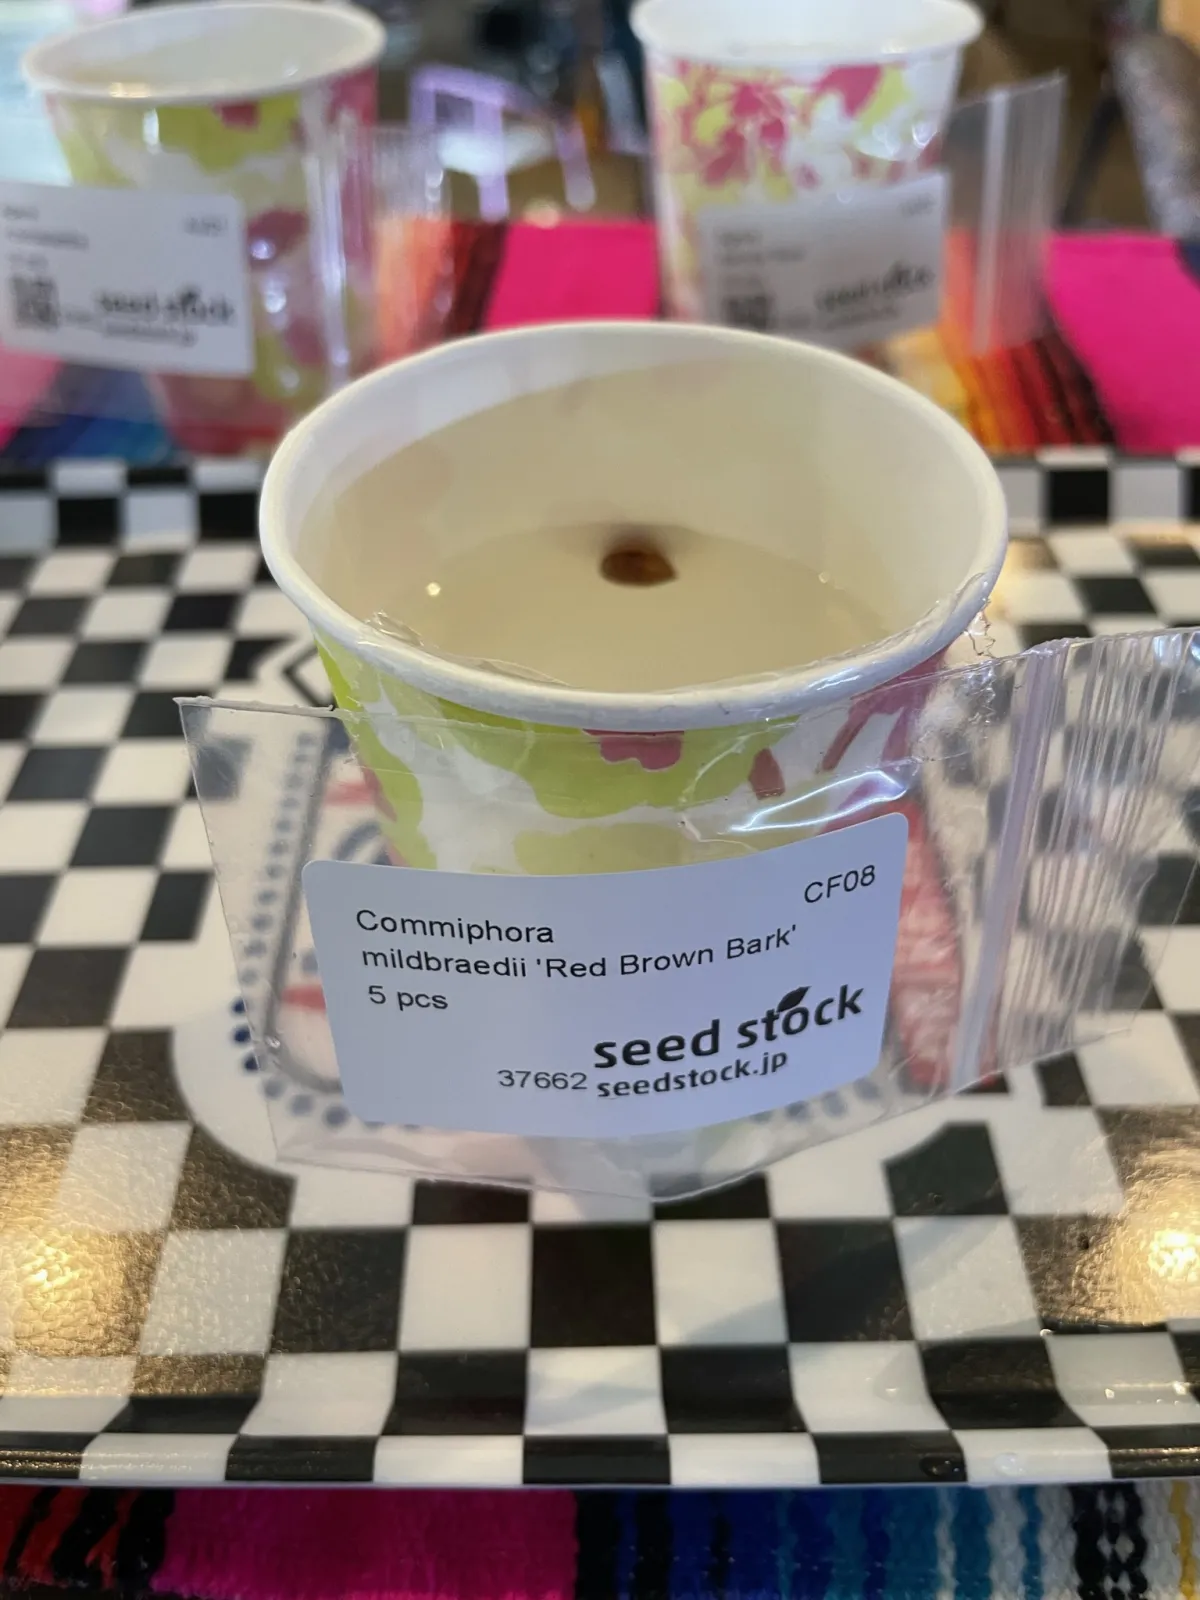 seed stock
seed stock
CF08
Commiphora
mildbraedii 'Red Brown Bark'
5 pcs
seed stock
37662 seedstock.jp